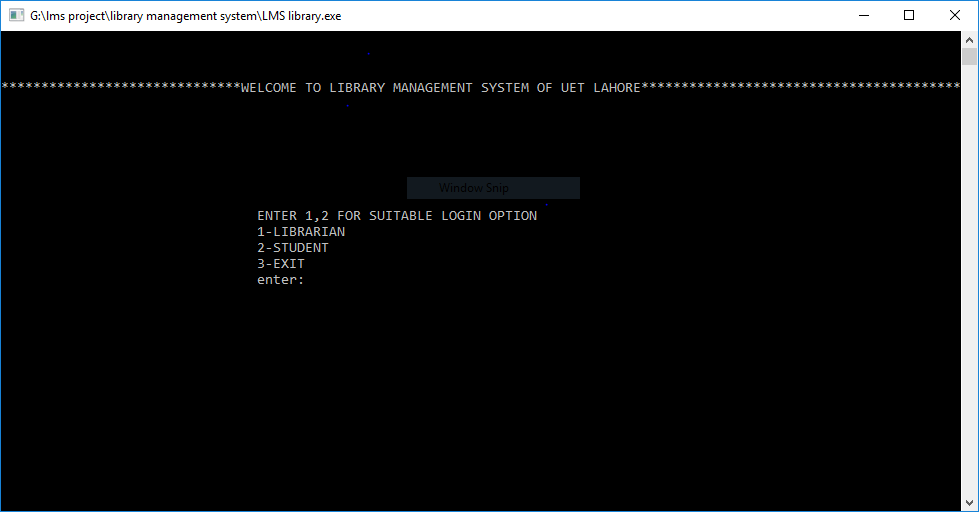 G:\lms project\library management system\LMS library.exe
******************************WELCOME TO LIBRARY MANAGEMENT SYSTEM OF UET LAHORE****************************************
Window Snip
ENTER 1,2 FOR SUITABLE LOGIN OPTION
1-LIBRARIAN
2-STUDENT
3-EXIT
enter: